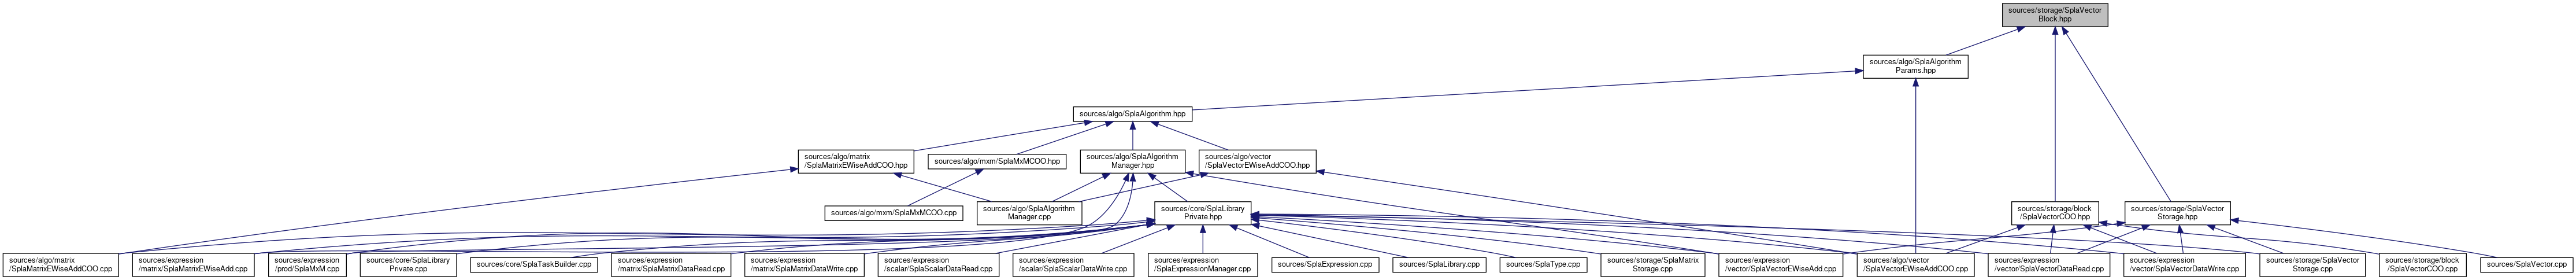 sources/storage/SplaVector
Block.hpp
sources/algo/SplaAlgorithm
Params.hpp
sources/algo/SplaAlgorithm.hpp
sources/algo/matrix
/SplaMatrixEWiseAddCOO.hpp
sources/algo/mxm/SplaMxMCOO.hpp
sources/algo/SplaAlgorithm
Manager.hpp
sources/algo/vector
/SplaVectorEWiseAddCOO.hpp
sources/algo/mxm/SplaMxMCOO.cpp
sources/algo/SplaAlgorithm
Manager.cpp
sources/core/SplaLibrary
Private.hpp
sources/storage/block
/SplaVectorCOO.hpp
sources/storage/SplaVector
Storage.hpp
sources/algo/matrix
/SplaMatrixEWiseAddCOO.cpp
sources/expression
/matrix/SplaMatrixEWiseAdd.cpp
sources/expression
/prod/SplaMxM.cpp
sources/core/SplaLibrary
Private.cpp
sources/core/SplaTaskBuilder.cpp
sources/expression
/matrix/SplaMatrixDataRead.cpp
sources/expression
/matrix/SplaMatrixDataWrite.cpp
sources/expression
/scalar/SplaScalarDataRead.cpp
sources/expression
/scalar/SplaScalarDataWrite.cpp
sources/expression
/SplaExpressionManager.cpp
sources/SplaExpression.cpp
sources/SplaLibrary.cpp
sources/SplaType.cpp
sources/storage/SplaMatrix
Storage.cpp
sources/expression
/vector/SplaVectorEWiseAdd.cpp
sources/algo/vector
/SplaVectorEWiseAddCOO.cpp
sources/expression
/vector/SplaVectorDataRead.cpp
sources/expression
/vector/SplaVectorDataWrite.cpp
sources/storage/SplaVector
Storage.cpp
sources/storage/block
/SplaVectorCOO.cpp
sources/SplaVector.cpp